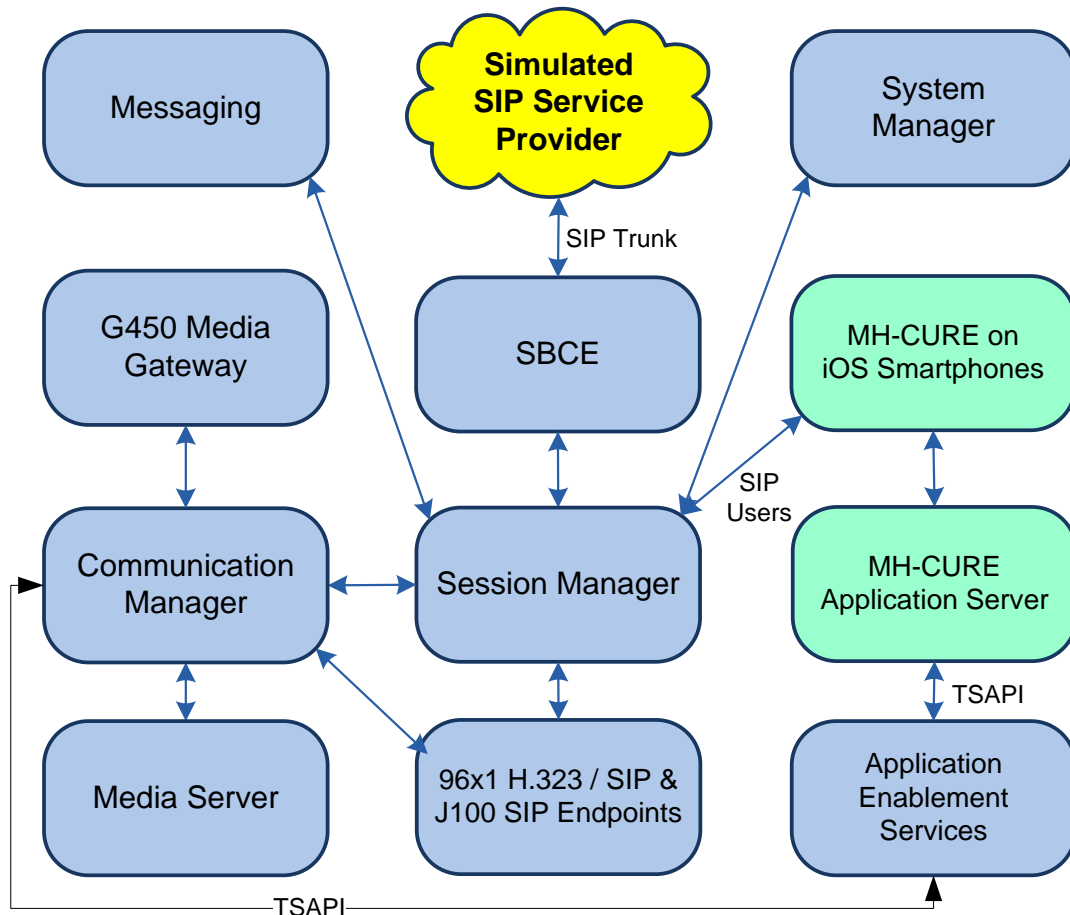 Messaging
Simulated
SIP Service
Provider
System
Manager
SIP Trunk
G450 Media
Gateway
SBCE
MH-CURE on
iOS Smartphones
SIP
Users
Communication
Manager
Session Manager
MH-CURE
Application Server
TSAPI
Media Server
96x1 H.323 / SIP &
J100 SIP Endpoints
Application
Enablement
Services
TSAPI